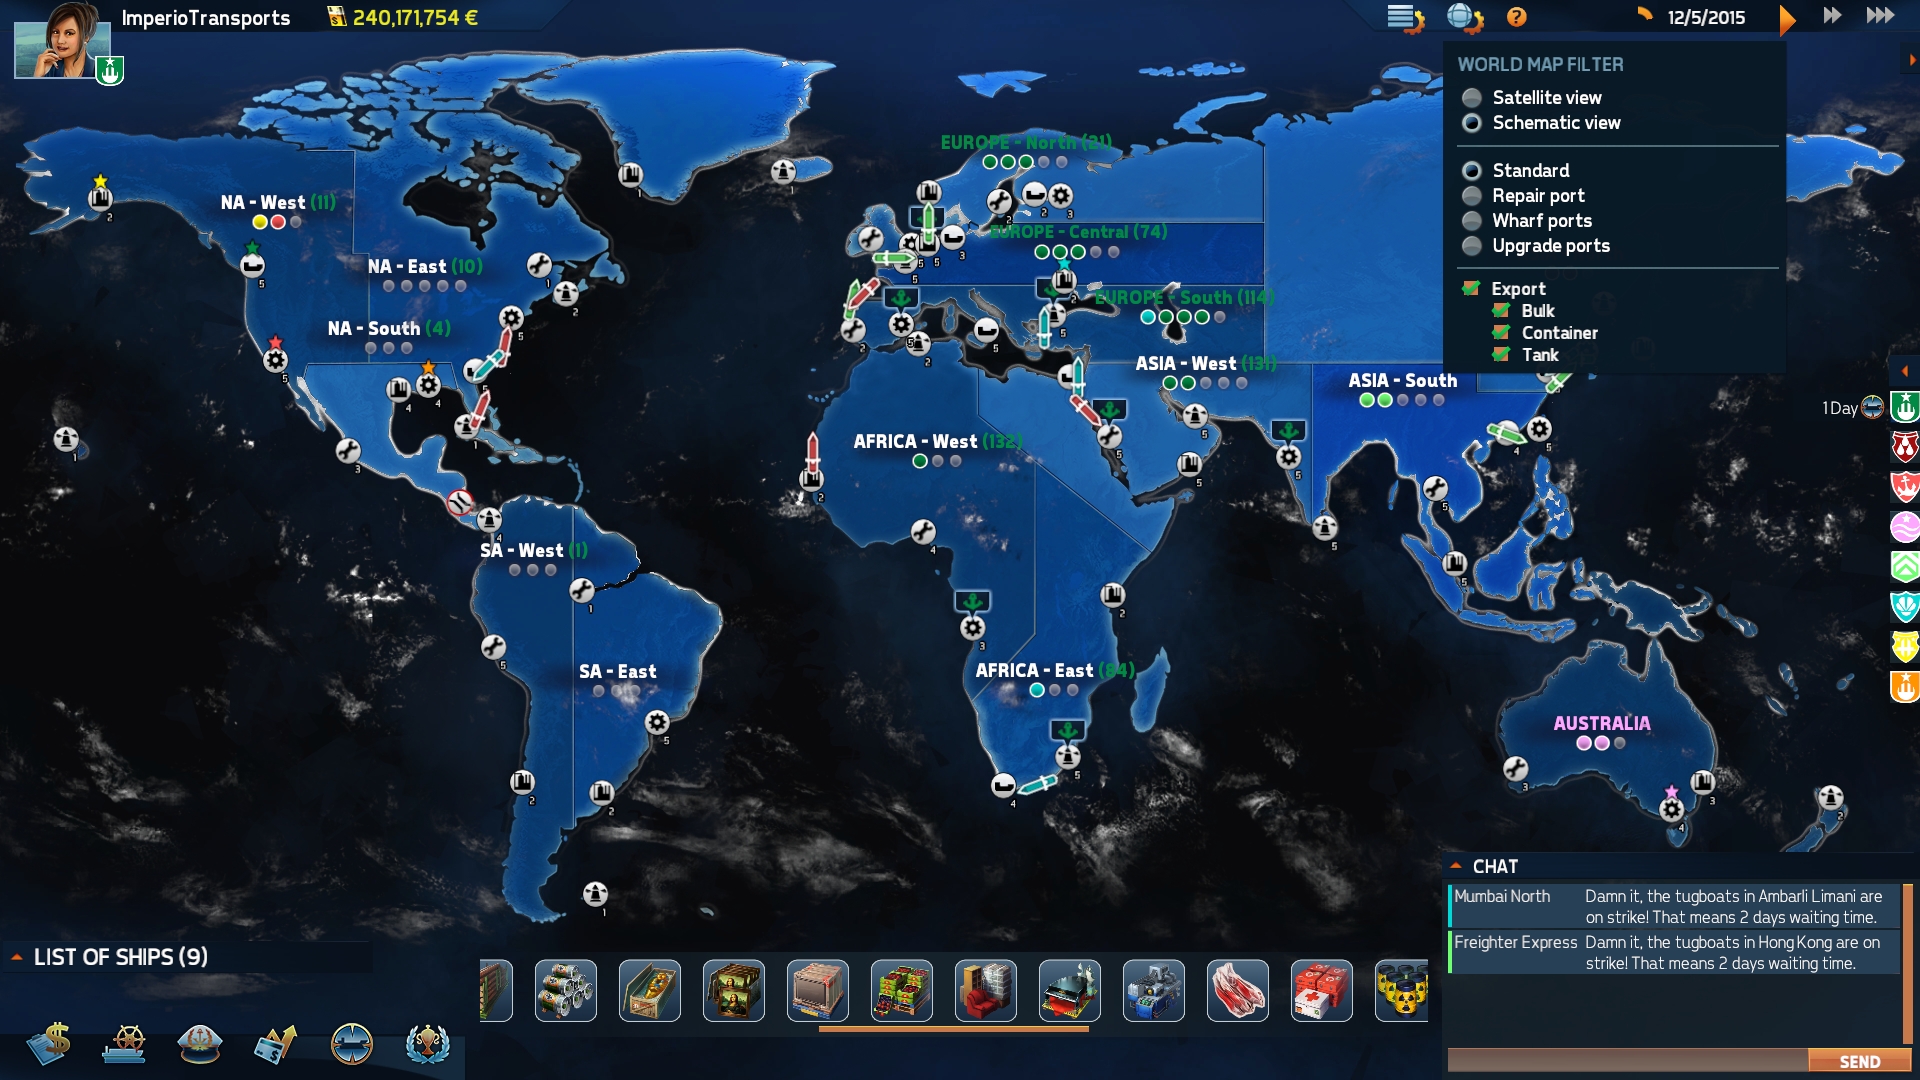 ImperioTransports
240,171,754 €
12/5/2015
WORLD MAP FILTER
Satellite view
Schematic view
Standard
Repair port
Wharf ports
Upgrade ports
Export
Bulk
Container
Tank
EUROPE - North (21)
NA - West (11)
EUROPE - Central (74)
NA - East (10)
EUROPE - South (114)
NA - South (4)
ASIA - West (131)
ASIA - South
1 Day
AFRICA - West (132)
SA - West (1)
SA - East
AFRICA - East (84)
AUSTRALIA
CHAT
Mumbai North
Damn it, the tugboats in Ambarli Limani are
on strike! That means 2 days waiting time.
Freighter Express
Damn it, the tugboats in Hong Kong are on
strike! That means 2 days waiting time.
LIST OF SHIPS (9)
SEND